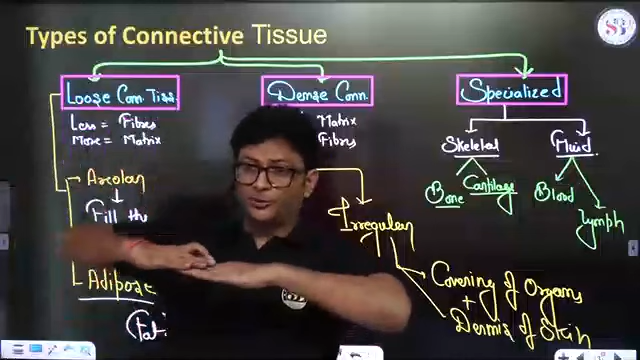 Types of Connective Tissue
Loose Conn. Tiss.
Less = Fibres
More = Matrix
Areolar
Fill the
Adipose
Fat
Dense Conn.
Matrix
Fibres
Irregular
Covering of Organs
+
Dermis of Skin
Specialized
Skeletal
Fluid
Bone
Cartilage
Blood
Lymph